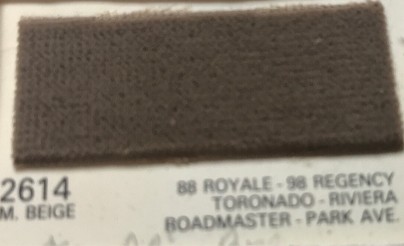 2614
M. BEIGE
88 ROYALE - 98 REGENCY
TORONADO - RIVIERA
ROADMASTER - PARK AVE.